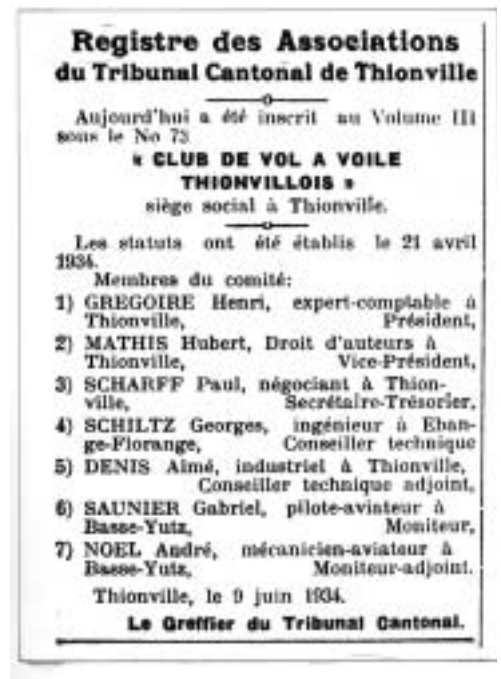 Registre des Associations
du Tribunal Cantonal de Thionville
Aujourd'hui a été inscrit au Volume III
sous le No 73
« CLUB DE VOL A VOILE
THIONVILLOIS »
siège social à Thionville.
Les statuts ont été établis le 21 avril
1934.
Membres du comité:
1) GREGOIRE Henri, expert-comptable à
Thionville, Président,
2) MATHIS Hubert, Droit d'auteurs à
Thionville, Vice-Président,
3) SCHARFF Paul, négociant à Thion-
ville, Secrétaire-Trésorier,
4) SCHILTZ Georges, ingénieur à Eban-
ge-Florange, Conseiller technique
5) DENIS Aimé, industriel à Thionville,
Conseiller technique adjoint,
6) SAUNIER Gabriel, pilote-aviateur à
Basse-Yutz, Moniteur,
7) NOEL André, mécanicien-aviateur à
Basse-Yutz, Moniteur-adjoint.
Thionville, le 9 juin 1934.
Le Greffier du Tribunal Cantonal.